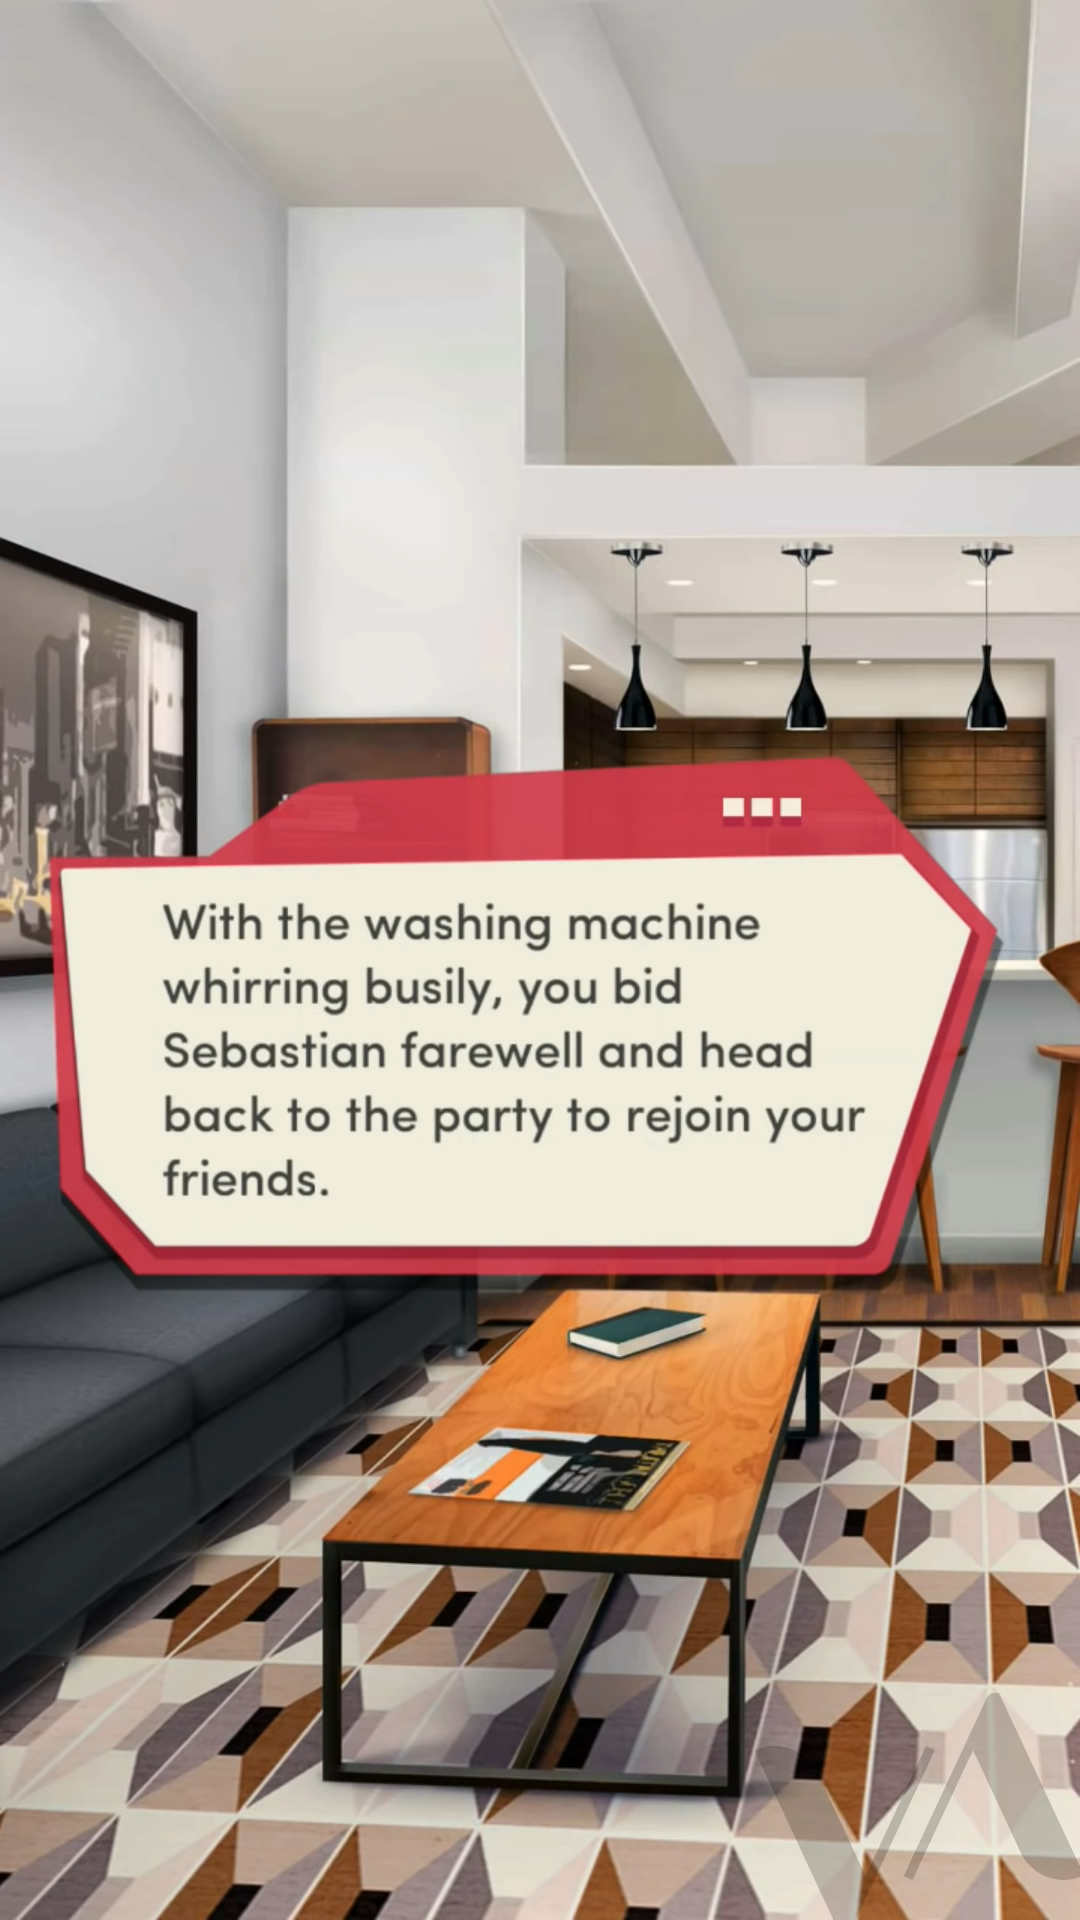 With the washing machine
whirring busily, you bid
Sebastian farewell and head
back to the party to rejoin your
friends.